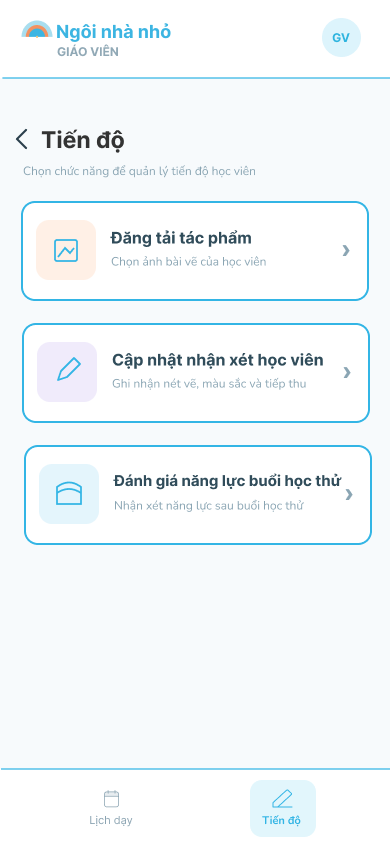 Ngôi nhà nhỏ
GIÁO VIÊN
GV
Tiến độ
Chọn chức năng để quản lý tiến độ học viên
Đăng tải tác phẩm
Chọn ảnh bài vẽ của học viên
Cập nhật nhận xét học viên
Ghi nhận nét vẽ, màu sắc và tiếp thu
Đánh giá năng lực buổi học thử
Nhận xét năng lực sau buổi học thử
Lịch dạy
Tiến độ